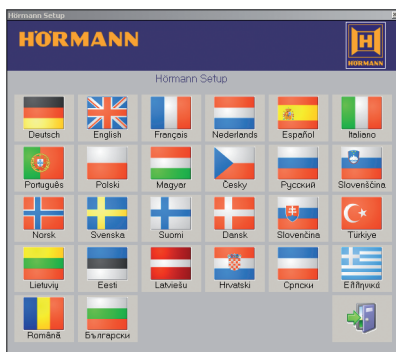 Hörmann Setup
HÖRMANN
HÖRMANN
Hörmann Setup
Deutsch English Français Nederlands Español Italiano
Português Polski Magyar Česky Русский Slovenščina
Norsk Svenska Suomi Dansk Slovenčina Türkiye
Lietuvių Eesti Latviešu Hrvatski Српски Ελληνικά
Română Български